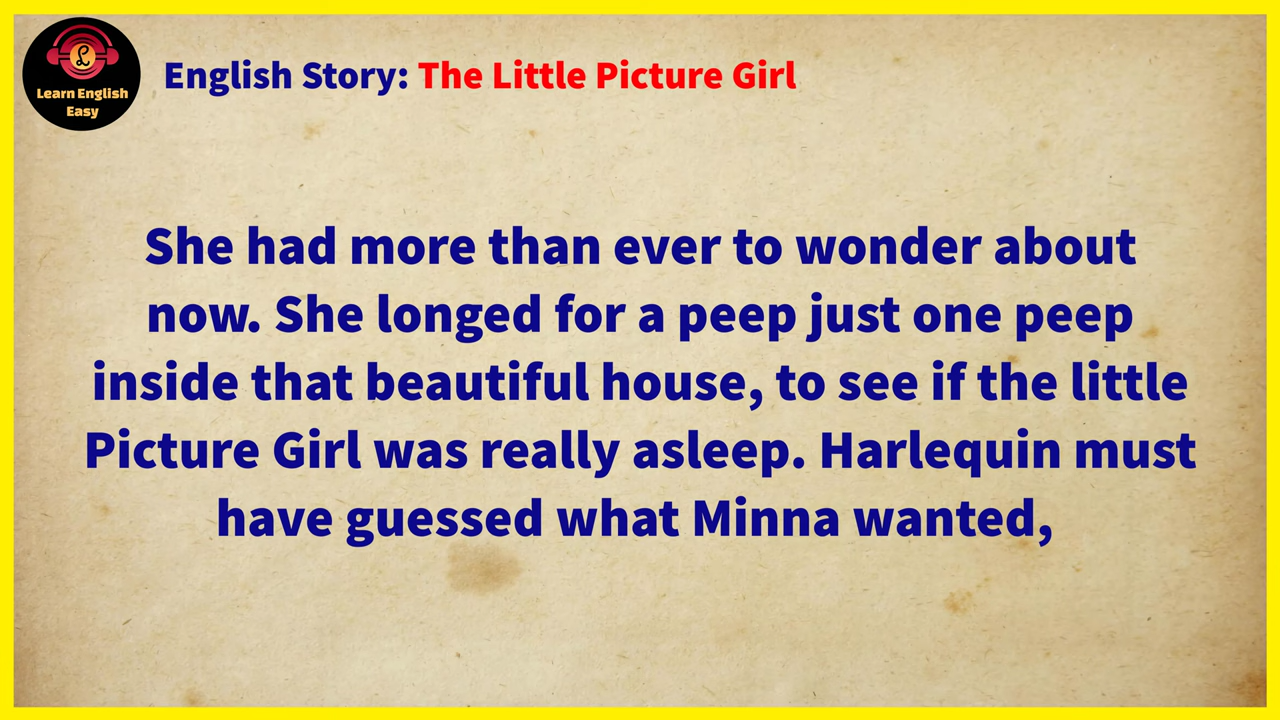 English Story: The Little Picture Girl
Learn English
Easy
She had more than ever to wonder about
now. She longed for a peep just one peep
inside that beautiful house, to see if the little
Picture Girl was really asleep. Harlequin must
have guessed what Minna wanted,